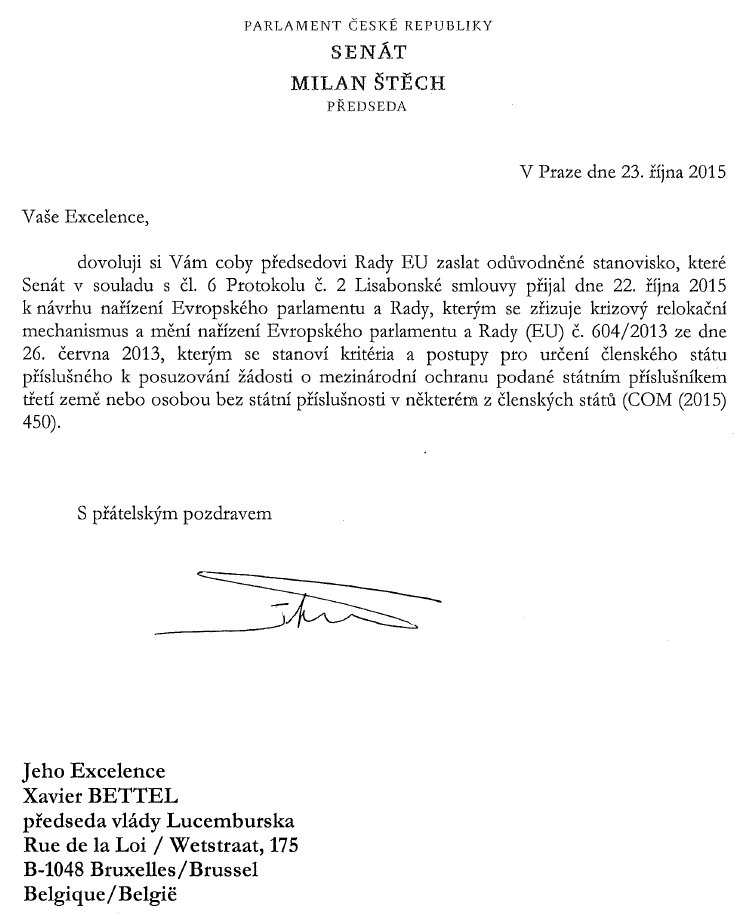 PARLAMENT ČESKÉ REPUBLIKY
SENÁT
MILAN ŠTĚCH
PŘEDSEDA
V Praze dne 23. října 2015
Vaše Excelence,
dovoluji si Vám coby předsedovi Rady EU zaslat odůvodněné stanovisko, které
Senát v souladu s čl. 6 Protokolu č. 2 Lisabonské smlouvy přijal dne 22. října 2015
k návrhu nařízení Evropského parlamentu a Rady, kterým se zřizuje krizový relokační
mechanismus a mění nařízení Evropského parlamentu a Rady (EU) č. 604/2013 ze dne
26. června 2013, kterým se stanoví kritéria a postupy pro určení členského státu
příslušného k posuzování žádosti o mezinárodní ochranu podané státním příslušníkem
třetí země nebo osobou bez státní příslušnosti v některém z členských států (COM (2015)
450).
S přátelským pozdravem
Jeho Excelence
Xavier BETTEL
předseda vlády Lucemburska
Rue de la Loi / Wetstraat, 175
B-1048 Bruxelles/Brussel
Belgique/België